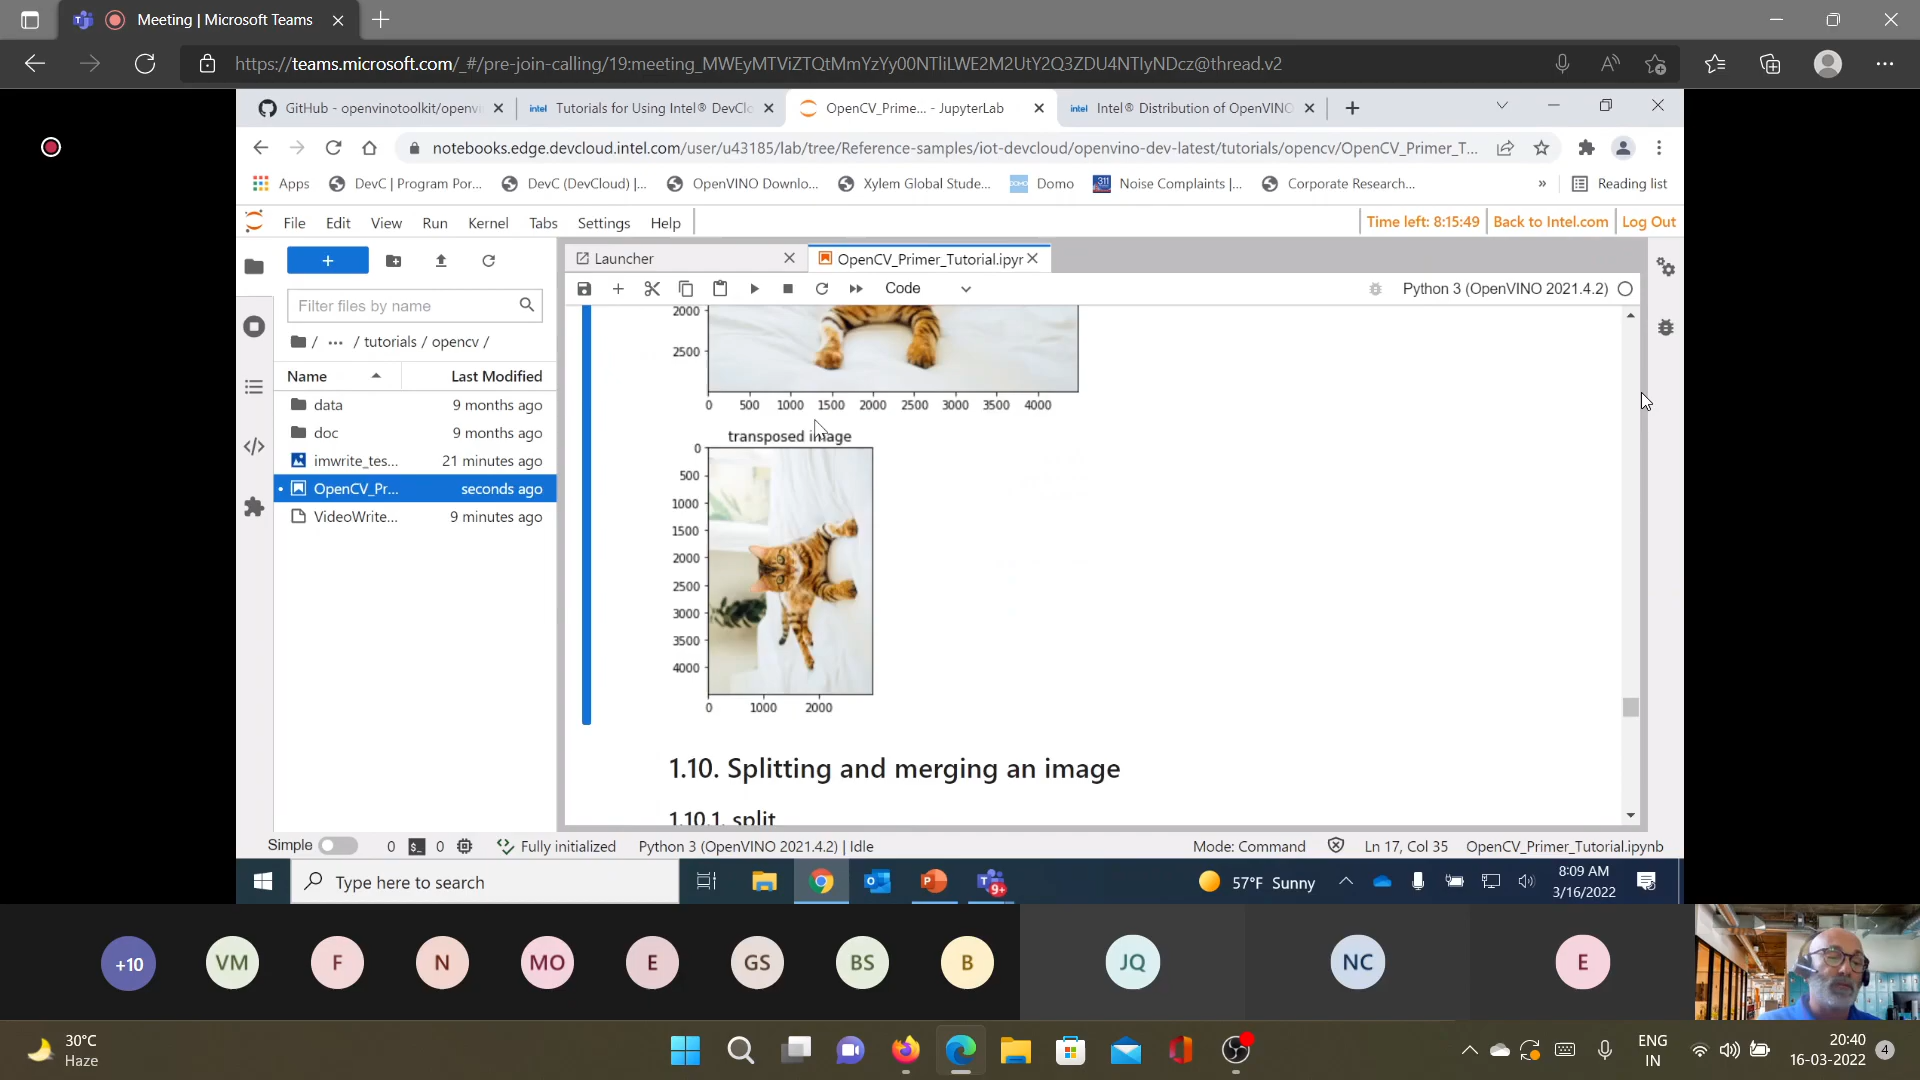 Meeting | Microsoft Teams
https://teams.microsoft.com/_#/pre-join-calling/19:meeting_MWEyMTViZTQtMmYzYy00NTliLWE2M2UtY2Q3ZDU4NTIyNDcz@thread.v2
GitHub - openvinotoolkit/openvi
intel Tutorials for Using Intel® DevClo
OpenCV_Prime... - JupyterLab
intel Intel® Distribution of OpenVINO
notebooks.edge.devcloud.intel.com/user/u43185/lab/tree/Reference-samples/iot-devcloud/openvino-dev-latest/tutorials/opencv/OpenCV_Primer_T...
Apps DevC | Program Por... DevC (DevCloud) |... OpenVINO Downlo... Xylem Global Stude... DOMO Domo 311 Noise Complaints |... Corporate Research... » Reading list
File Edit View Run Kernel Tabs Settings Help
Time left: 8:15:49 Back to Intel.com Log Out
Launcher
OpenCV_Primer_Tutorial.ipyr
Code
Python 3 (OpenVINO 2021.4.2)
Filter files by name
/ ··· / tutorials / opencv /
Name Last Modified
data 9 months ago
doc 9 months ago
imwrite_tes... 21 minutes ago
OpenCV_Pr... seconds ago
VideoWrite... 9 minutes ago
2000
2500
0 500 1000 1500 2000 2500 3000 3500 4000
transposed image
0
500
1000
1500
2000
2500
3000
3500
4000
0 1000 2000
1.10. Splitting and merging an image
1.10.1. split
Simple 0 $_ 0 Fully initialized Python 3 (OpenVINO 2021.4.2) | Idle
Mode: Command Ln 17, Col 35 OpenCV_Primer_Tutorial.ipynb
Type here to search
9+
57°F Sunny
8:09 AM
3/16/2022
+10 VM F N MO E GS BS B JQ NC E
30°C
Haze
ENG
IN
20:40
16-03-2022
4